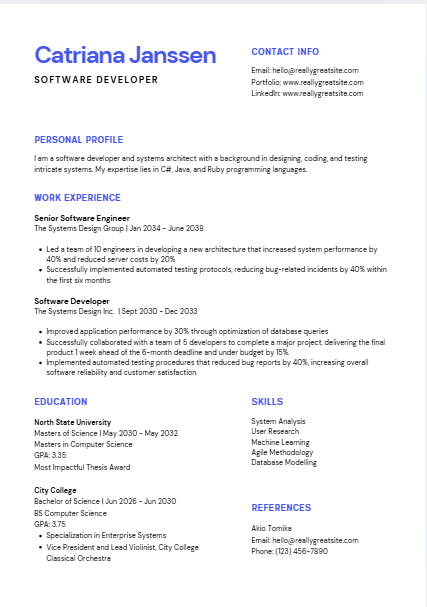 Catriana Janssen
SOFTWARE DEVELOPER
CONTACT INFO
Email: hello@reallygreatsite.com
Portfolio: www.reallygreatsite.com
LinkedIn: www.reallygreatsite.com
PERSONAL PROFILE
I am a software developer and systems architect with a background in designing, coding, and testing
intricate systems. My expertise lies in C#, Java, and Ruby programming languages.
WORK EXPERIENCE
Senior Software Engineer
The Systems Design Group | Jan 2034 - June 2038
• Led a team of 10 engineers in developing a new architecture that increased system performance by
40% and reduced server costs by 20%
• Successfully implemented automated testing protocols, reducing bug-related incidents by 40% within
the first six months
Software Developer
The Systems Design Inc. | Sept 2030 - Dec 2033
• Improved application performance by 30% through optimization of database queries
• Successfully collaborated with a team of 5 developers to complete a major project, delivering the final
product 1 week ahead of the 6-month deadline and under budget by 15%.
• Implemented automated testing procedures that reduced bug reports by 40%, increasing overall
software reliability and customer satisfaction
EDUCATION
North State University
Masters of Science | May 2030 - May 2032
Masters in Computer Science
GPA: 3.35
Most Impactful Thesis Award
City College
Bachelor of Science | Jun 2026 - Jun 2030
BS Computer Science
GPA: 3.75
• Specialization in Enterprise Systems
• Vice President and Lead Violinist, City College
Classical Orchestra
SKILLS
System Analysis
User Research
Machine Learning
Agile Methodology
Database Modelling
REFERENCES
Akio Tomika
Email: hello@reallygreatsite.com
Phone: (123) 456-7890